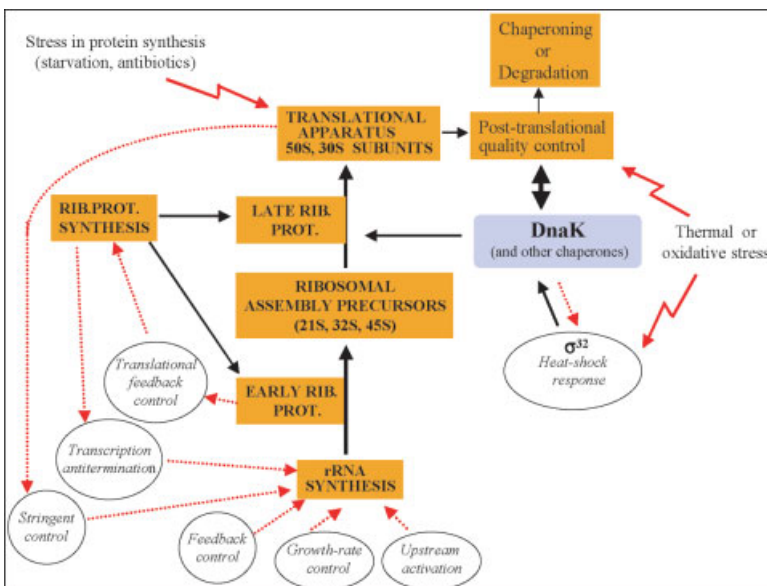 Stress in protein synthesis
(starvation, antibiotics)
Chaperoning
or
Degradation
TRANSLATIONAL
APPARATUS
50S, 30S SUBUNITS
Post-translational
quality control
RIB.PROT.
SYNTHESIS
LATE RIB.
PROT.
DnaK
(and other chaperones)
Thermal or
oxidative stress
RIBOSOMAL
ASSEMBLY PRECURSORS
(21S, 32S, 45S)
σ³²
Heat-shock
response
Translational
feedback
control
EARLY RIB.
PROT.
Transcription
antitermination
rRNA
SYNTHESIS
Stringent
control
Feedback
control
Growth-rate
control
Upstream
activation